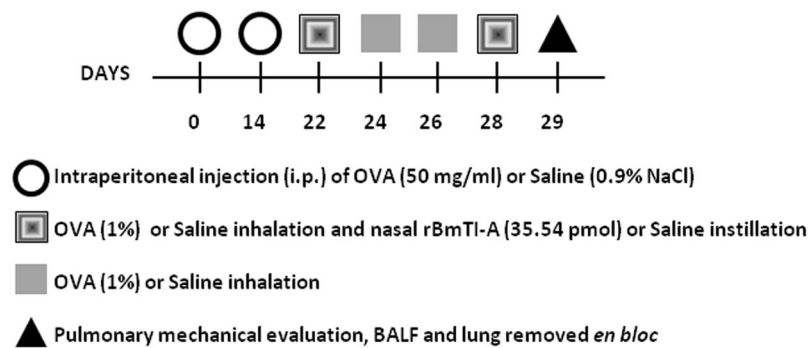 DAYS
0 14 22 24 26 28 29
Intraperitoneal injection (i.p.) of OVA (50 mg/ml) or Saline (0.9% NaCl)
OVA (1%) or Saline inhalation and nasal rBmTI-A (35.54 pmol) or Saline instillation
OVA (1%) or Saline inhalation
Pulmonary mechanical evaluation, BALF and lung removed en bloc